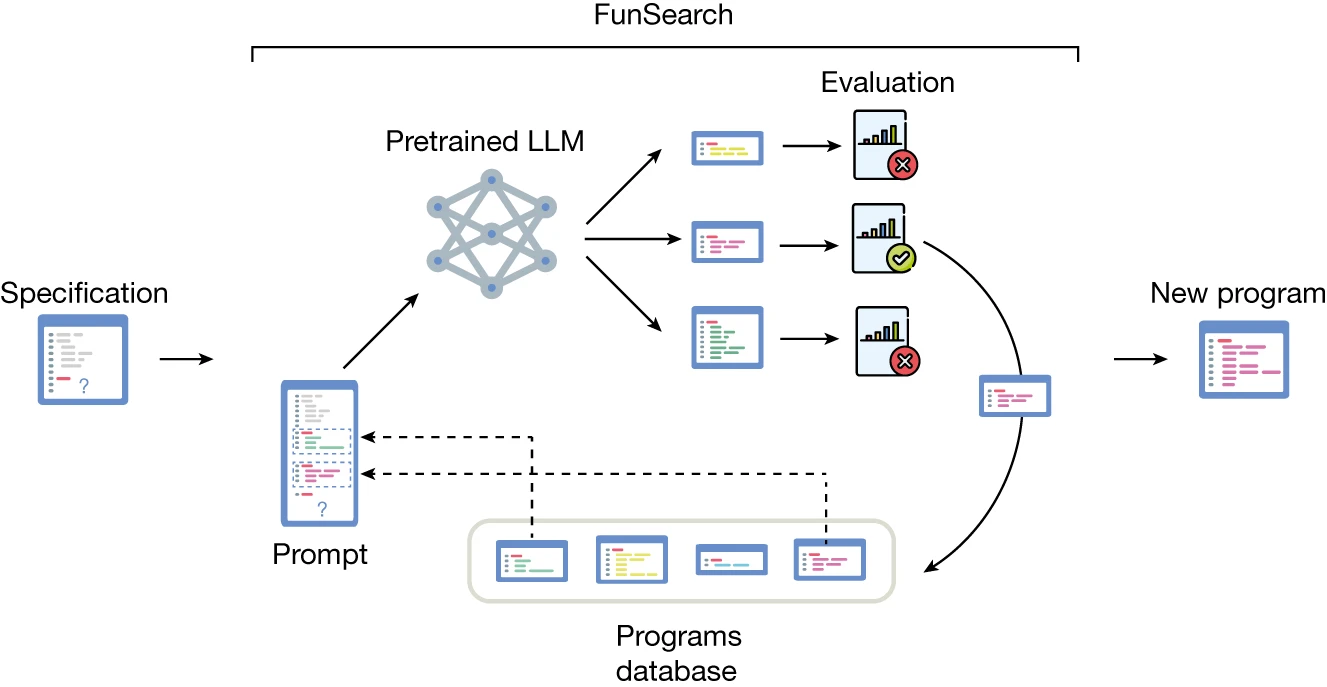 FunSearch
Evaluation
Pretrained LLM
Specification
?
New program
?
Prompt
Programs
database